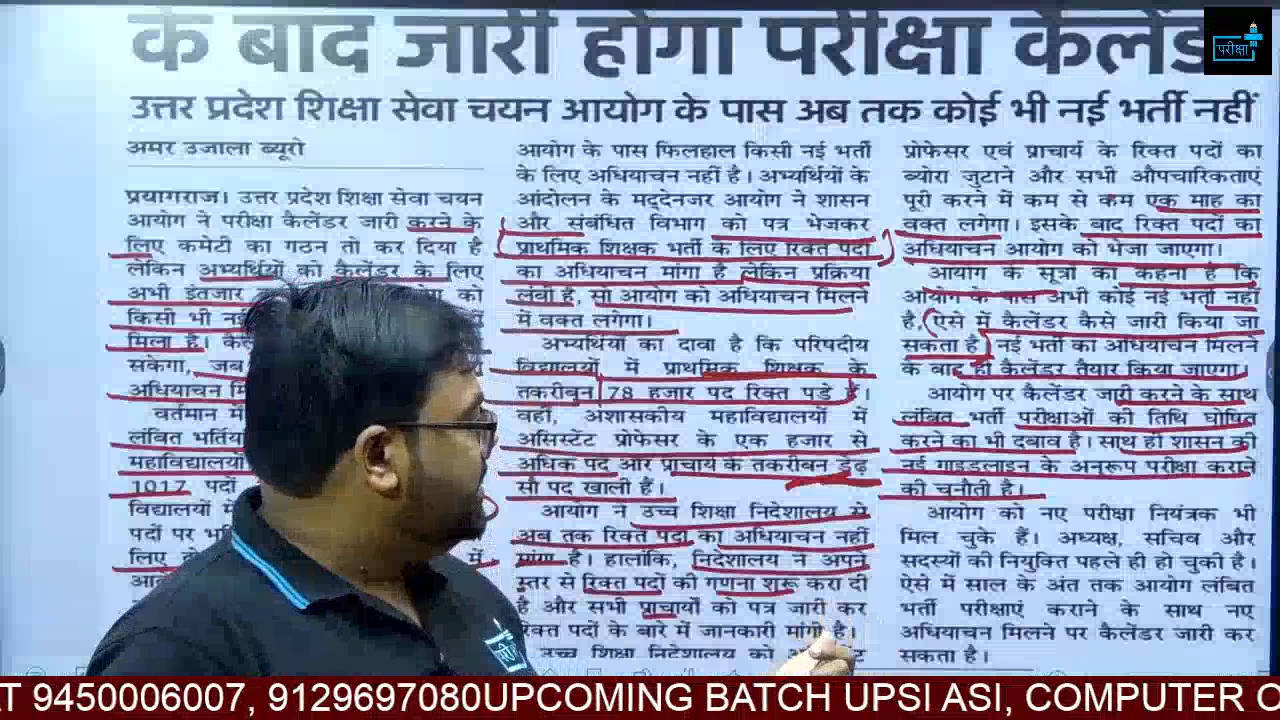 के बाद जारी होगा परीक्षा कैलेंड
परीक्षा
उत्तर प्रदेश शिक्षा सेवा चयन आयोग के पास अब तक कोई भी नई भर्ती नहीं
अमर उजाला ब्यूरो
प्रयागराज। उत्तर प्रदेश शिक्षा सेवा चयन
आयोग ने परीक्षा कैलेंडर जारी करने के
लिए कमेटी का गठन तो कर दिया है
लेकिन अभ्यर्थियों को कैलेंडर के लिए
अभी इंतजार
को
किसी भी
मिला है।
सकेगा, जब
अधियाचन
वर्तमान में
लंबित भर्तिय
महाविद्यालयों
1017 पदों
विद्यालयों में
पदों पर
लिए
में
आयोग के पास फिलहाल किसी नई भर्ती
के लिए अधियाचन नहीं है। अभ्यर्थियों के
आंदोलन के मद्देनजर आयोग ने शासन
और संबंधित विभाग को पत्र भेजकर
प्राथमिक शिक्षक भर्ती के लिए रिक्त पदों
का अधियाचन मांगा है लेकिन प्रक्रिया
लंबी है, सो आयोग को अधियाचन मिलने
में वक्त लगेगा।
अभ्यर्थियों का दावा है कि परिषदीय
विद्यालयों में प्राथमिक शिक्षक के
तकरीबन 78 हजार पद रिक्त पड़े हैं।
वहीं, अशासकीय महाविद्यालयों में
असिस्टेंट प्रोफेसर के एक हजार से
अधिक पद और प्राचार्य के तकरीबन डेढ़
सौ पद खाली हैं।
आयोग ने उच्च शिक्षा निदेशालय से
अब तक रिक्त पदों का अधियाचन नहीं
मांगा है। हालांकि, निदेशालय ने अपने
स्तर से रिक्त पदों की गणना शुरू करा दी
है और सभी प्राचार्यों को पत्र जारी कर
रिक्त पदों के बारे में जानकारी मांगी है।
उच्च शिक्षा निदेशालय को
प्रोफेसर एवं प्राचार्य के रिक्त पदों का
ब्योरा जुटाने और सभी औपचारिकताएं
पूरी करने में कम से कम एक माह का
वक्त लगेगा। इसके बाद रिक्त पदों का
अधियाचन आयोग को भेजा जाएगा।
आयोग के सूत्रों का कहना है कि
आयोग के पास अभी कोई नई भर्ती नहीं
है, ऐसे में कैलेंडर कैसे जारी किया जा
सकता है। नई भर्ती का अधियाचन मिलने
के बाद ही कैलेंडर तैयार किया जाएगा।
आयोग पर कैलेंडर जारी करने के साथ
लंबित भर्ती परीक्षाओं की तिथि घोषित
करने का भी दबाव है। साथ ही शासन की
नई गाइडलाइन के अनुरूप परीक्षा कराने
की चुनौती है।
आयोग को नए परीक्षा नियंत्रक भी
मिल चुके हैं। अध्यक्ष, सचिव और
सदस्यों की नियुक्ति पहले ही हो चुकी है।
ऐसे में साल के अंत तक आयोग लंबित
भर्ती परीक्षाएं कराने के साथ नए
अधियाचन मिलने पर कैलेंडर जारी कर
सकता है।
AT 9450006007, 9129697080UPCOMING BATCH UPSI ASI, COMPUTER O